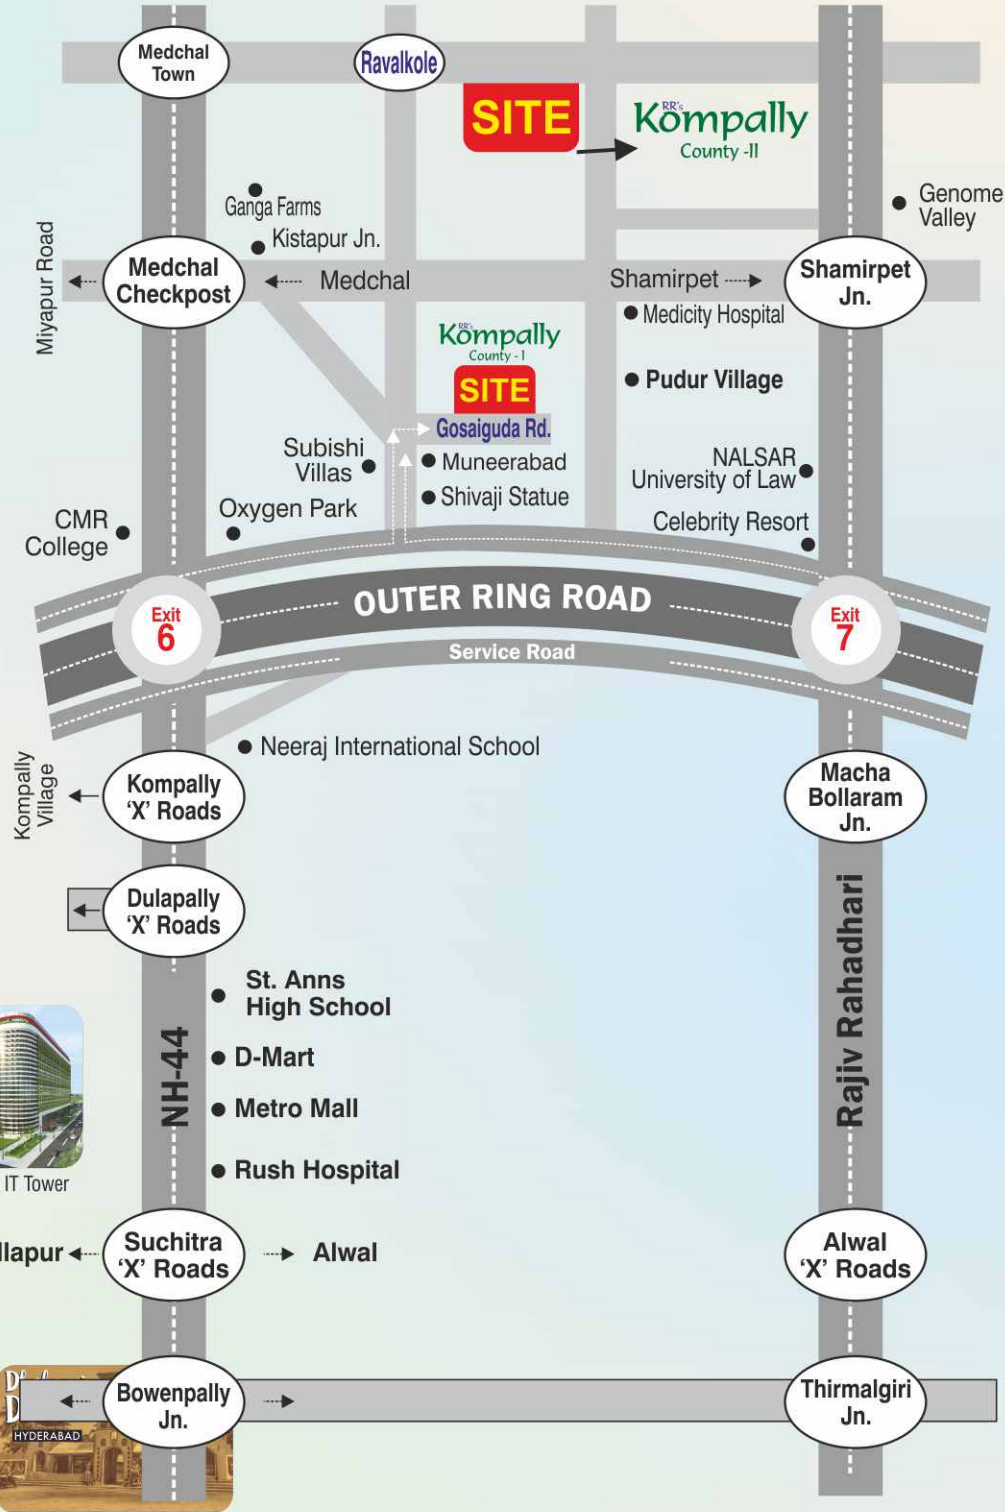 Medchal
Town
Ravalkole
SITE
RR's
Kompally
County -II
Ganga Farms
Genome
Valley
Kistapur Jn.
Miyapur Road
Medchal
Checkpost
Medchal
Shamirpet
Shamirpet
Jn.
Medicity Hospital
RR's
Kompally
County - I
SITE
Pudur Village
Gosaiguda Rd.
Subishi
Villas
Muneerabad
NALSAR
University of Law
Shivaji Statue
Oxygen Park
CMR
College
Celebrity Resort
OUTER RING ROAD
Exit
6
Exit
7
Service Road
Neeraj International School
Kompally
Village
Kompally
‘X’ Roads
Macha
Bollaram
Jn.
Dulapally
‘X’ Roads
St. Anns
High School
NH-44
Rajiv Rahadhari
D-Mart
Metro Mall
Rush Hospital
IT Tower
llapur
Suchitra
‘X’ Roads
Alwal
Alwal
‘X’ Roads
Bowenpally
Jn.
Thirmalgiri
Jn.
HYDERABAD